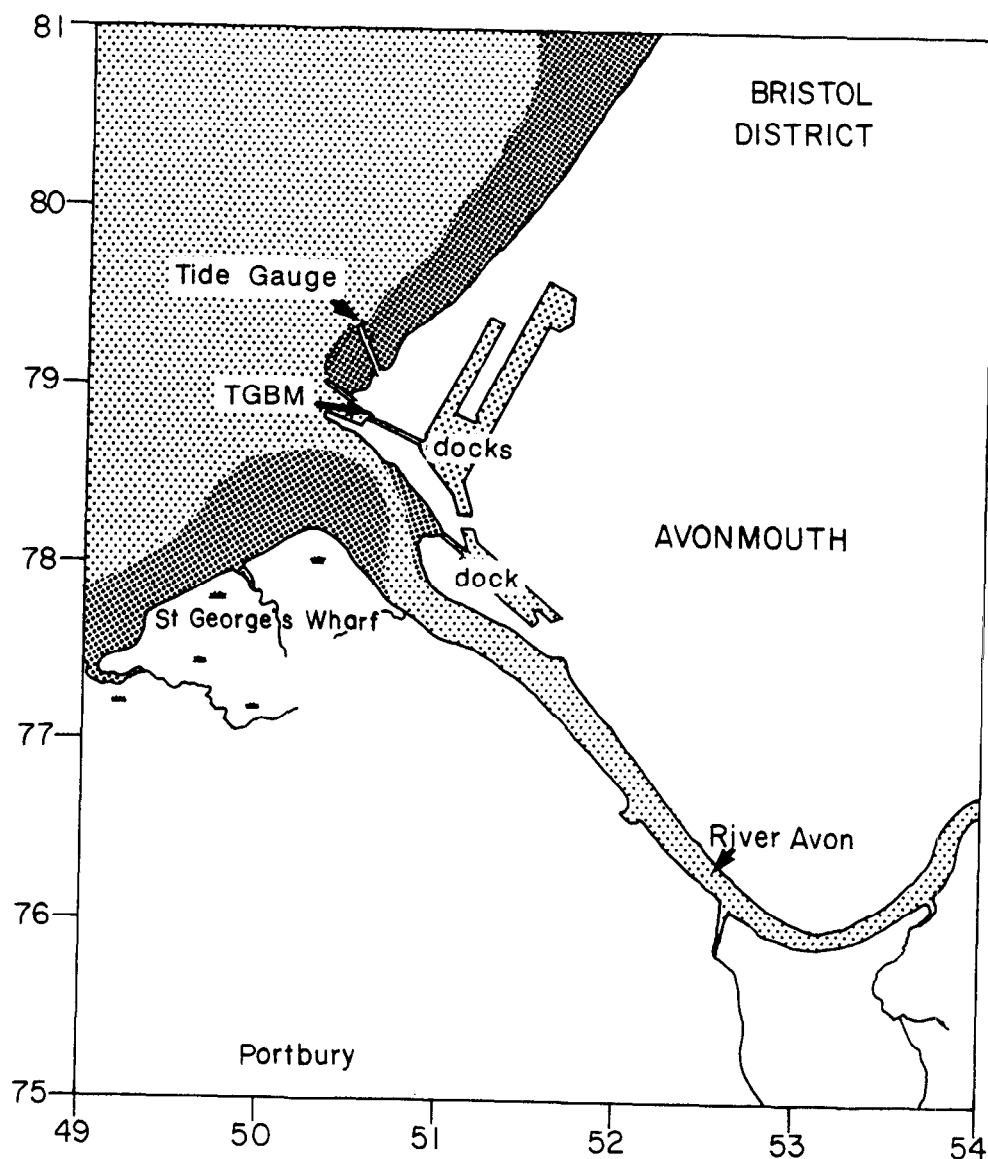 81
BRISTOL
DISTRICT
80
Tide Gauge
79
TGBM
docks
AVONMOUTH
78
dock
St George's Wharf
77
River Avon
76
Portbury
75
49
50
51
52
53
54